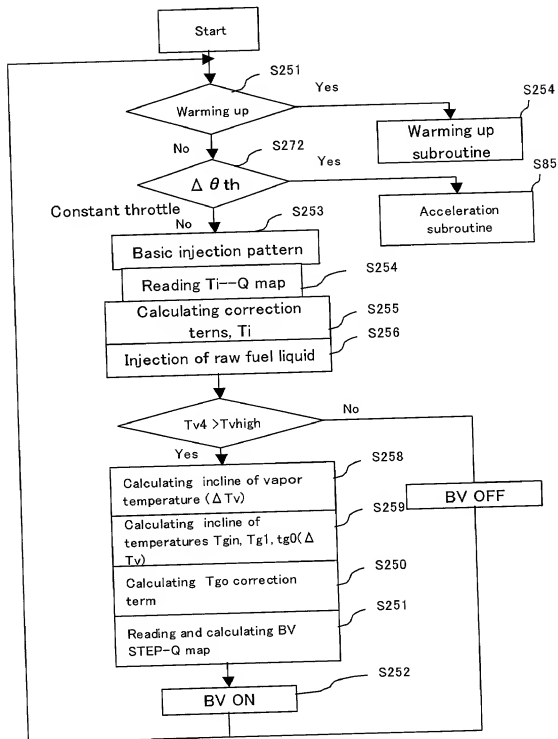 Start
S251
Warming up
Yes
S254
Warming up
subroutine
No
S272
Δθth
Yes
S85
Acceleration
subroutine
Constant throttle
No
S253
Basic injection pattern
S254
Reading Ti--Q map
S255
Calculating correction
terns, Ti
S256
Injection of raw fuel liquid
Tv4 >Tvhigh
No
Yes
BV OFF
S258
Calculating incline of vapor
temperature (ΔTv)
S259
Calculating incline of
temperatures Tgin, Tg1, tg0(Δ
Tv)
S250
Calculating Tgo correction
term
S251
Reading and calculating BV
STEP-Q map
S252
BV ON